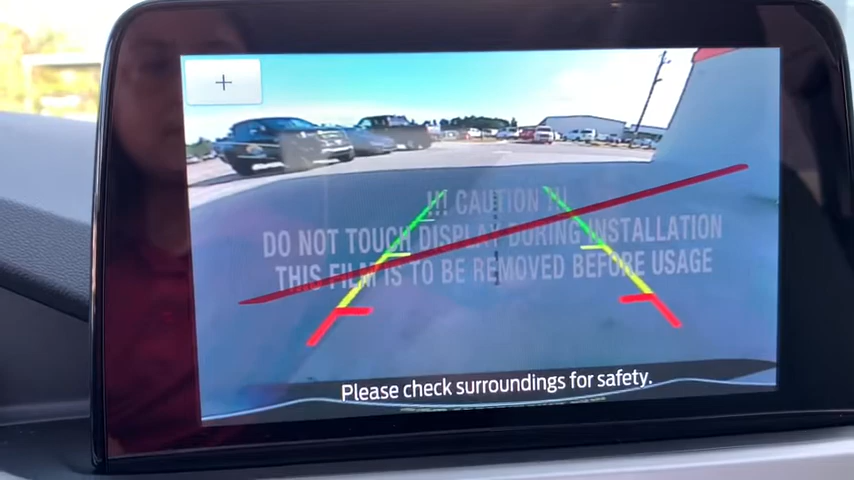 +
!!! CAUTION !!!
DO NOT TOUCH DISPLAY DURING INSTALLATION
THIS FILM IS TO BE REMOVED BEFORE USAGE
Please check surroundings for safety.